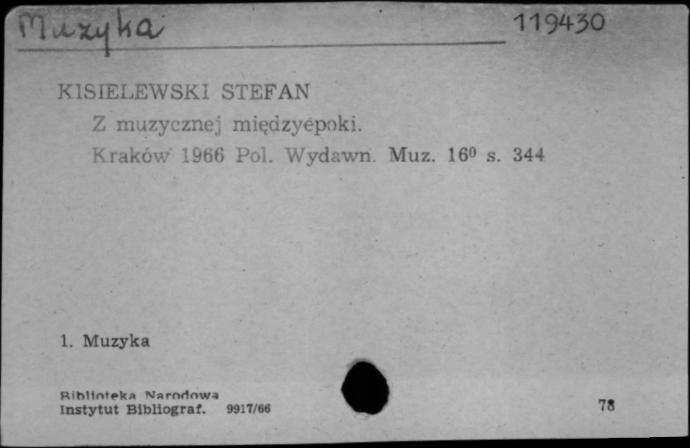 Muzyka 119430
KISIELEWSKI STEFAN
Z muzycznej międzyepoki.
Kraków 1966 Pol. Wydawn. Muz. 16⁰ s. 344
1. Muzyka
Biblioteka Narodowa
Instytut Bibliograf. 9917/66 78